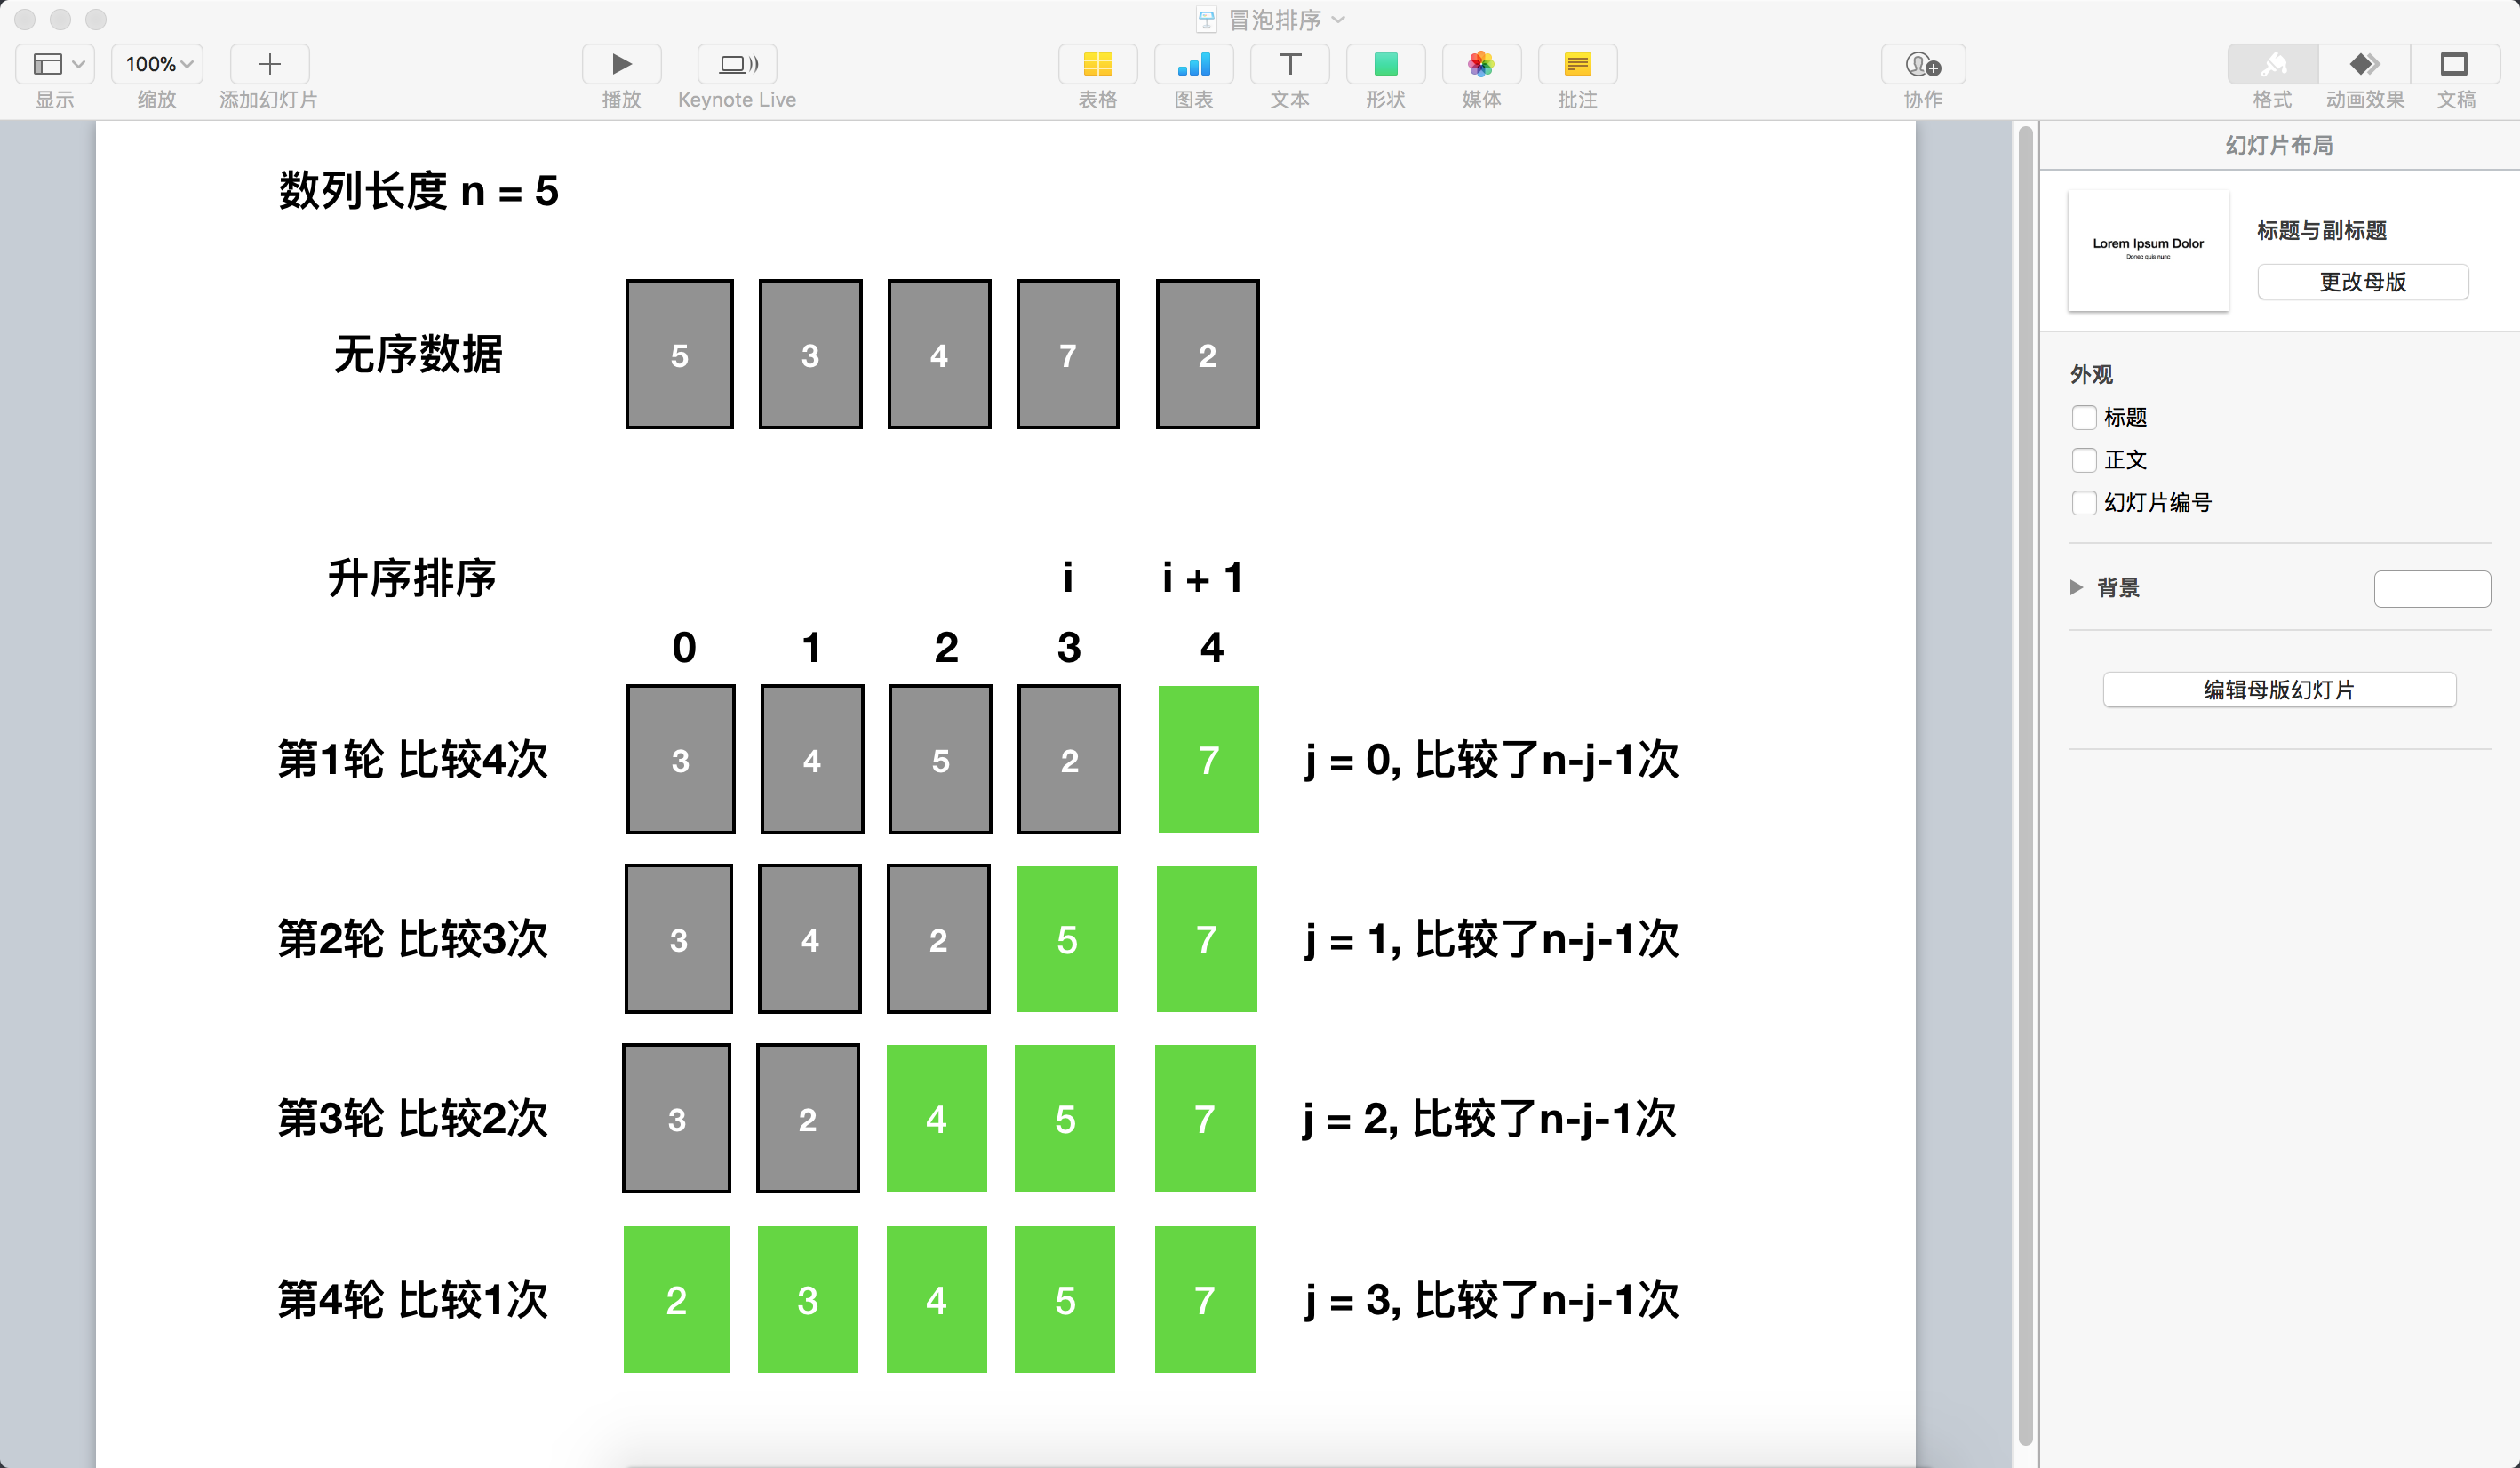 冒泡排序
100%
显示
缩放
添加幻灯片
播放
Keynote Live
表格
图表
文本
形状
媒体
批注
协作
格式
动画效果
文稿
数列长度 n = 5
无序数据 5 3 4 7 2
升序排序 i i + 1
0 1 2 3 4
第1轮 比较4次 3 4 5 2 7 j = 0, 比较了n-j-1次
第2轮 比较3次 3 4 2 5 7 j = 1, 比较了n-j-1次
第3轮 比较2次 3 2 4 5 7 j = 2, 比较了n-j-1次
第4轮 比较1次 2 3 4 5 7 j = 3, 比较了n-j-1次
幻灯片布局
Lorem Ipsum Dolor
Donec quis nunc
标题与副标题
更改母版
外观
标题
正文
幻灯片编号
背景
编辑母版幻灯片